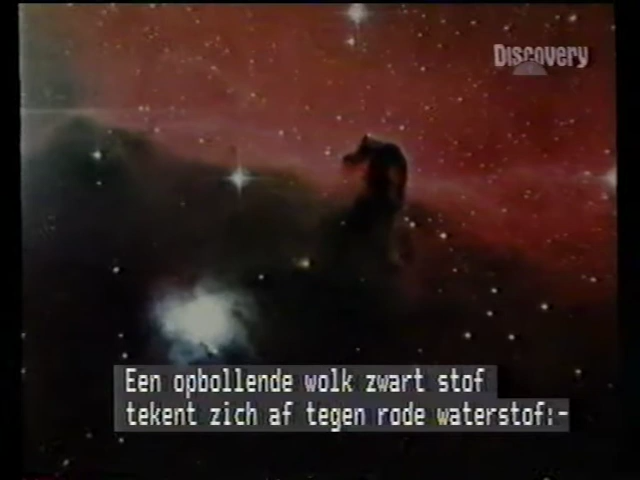 Discovery
Een opbollende wolk zwart stof
tekent zich af tegen rode waterstof:-